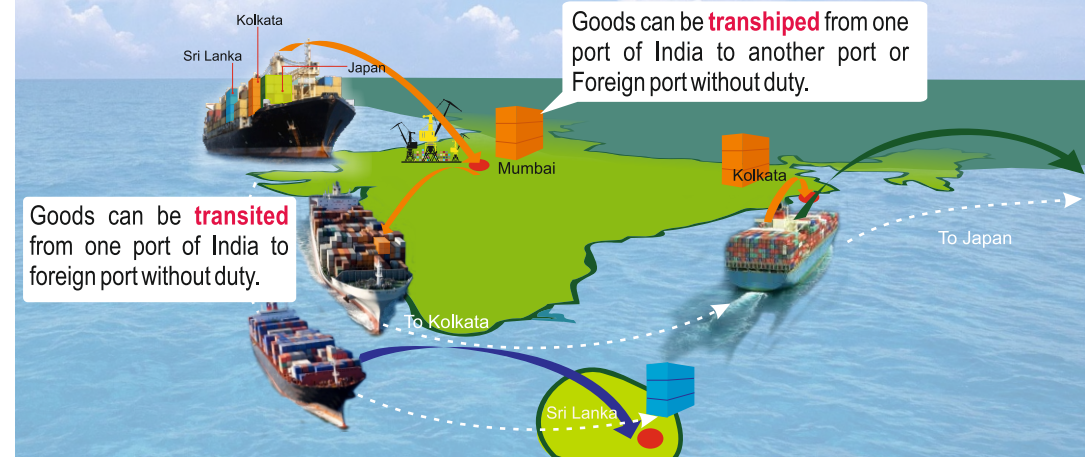 Kolkata
Sri Lanka
Japan
Goods can be transhiped from one
port of India to another port or
Foreign port without duty.
Mumbai
Kolkata
Goods can be transited
from one port of India to
foreign port without duty.
To Japan
To Kolkata
Sri Lanka